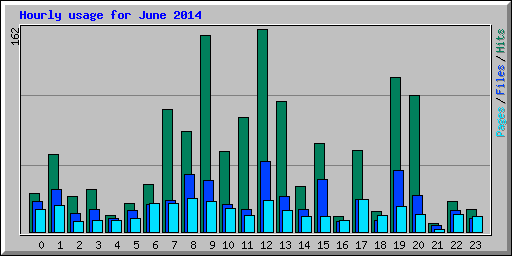 Hourly usage for June 2014
162
Pages/Files/Hits
0 1 2 3 4 5 6 7 8 9 10 11 12 13 14 15 16 17 18 19 20 21 22 23